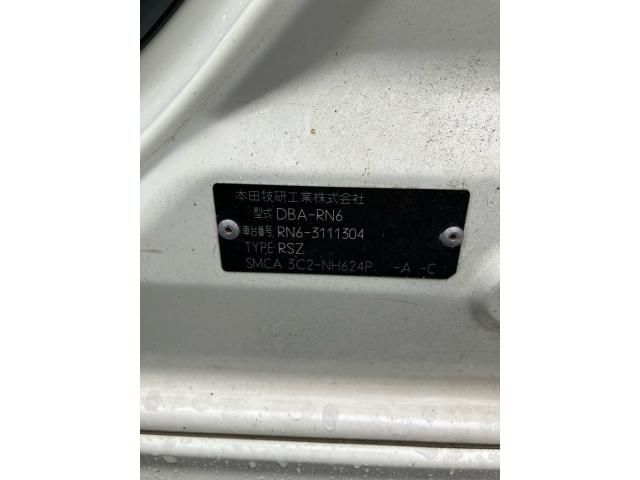 本田技研工業株式会社
型式 DBA-RN6
車台番号 RN6-3111304
TYPE RSZ
SMCA 3C2-NH624P -A -C